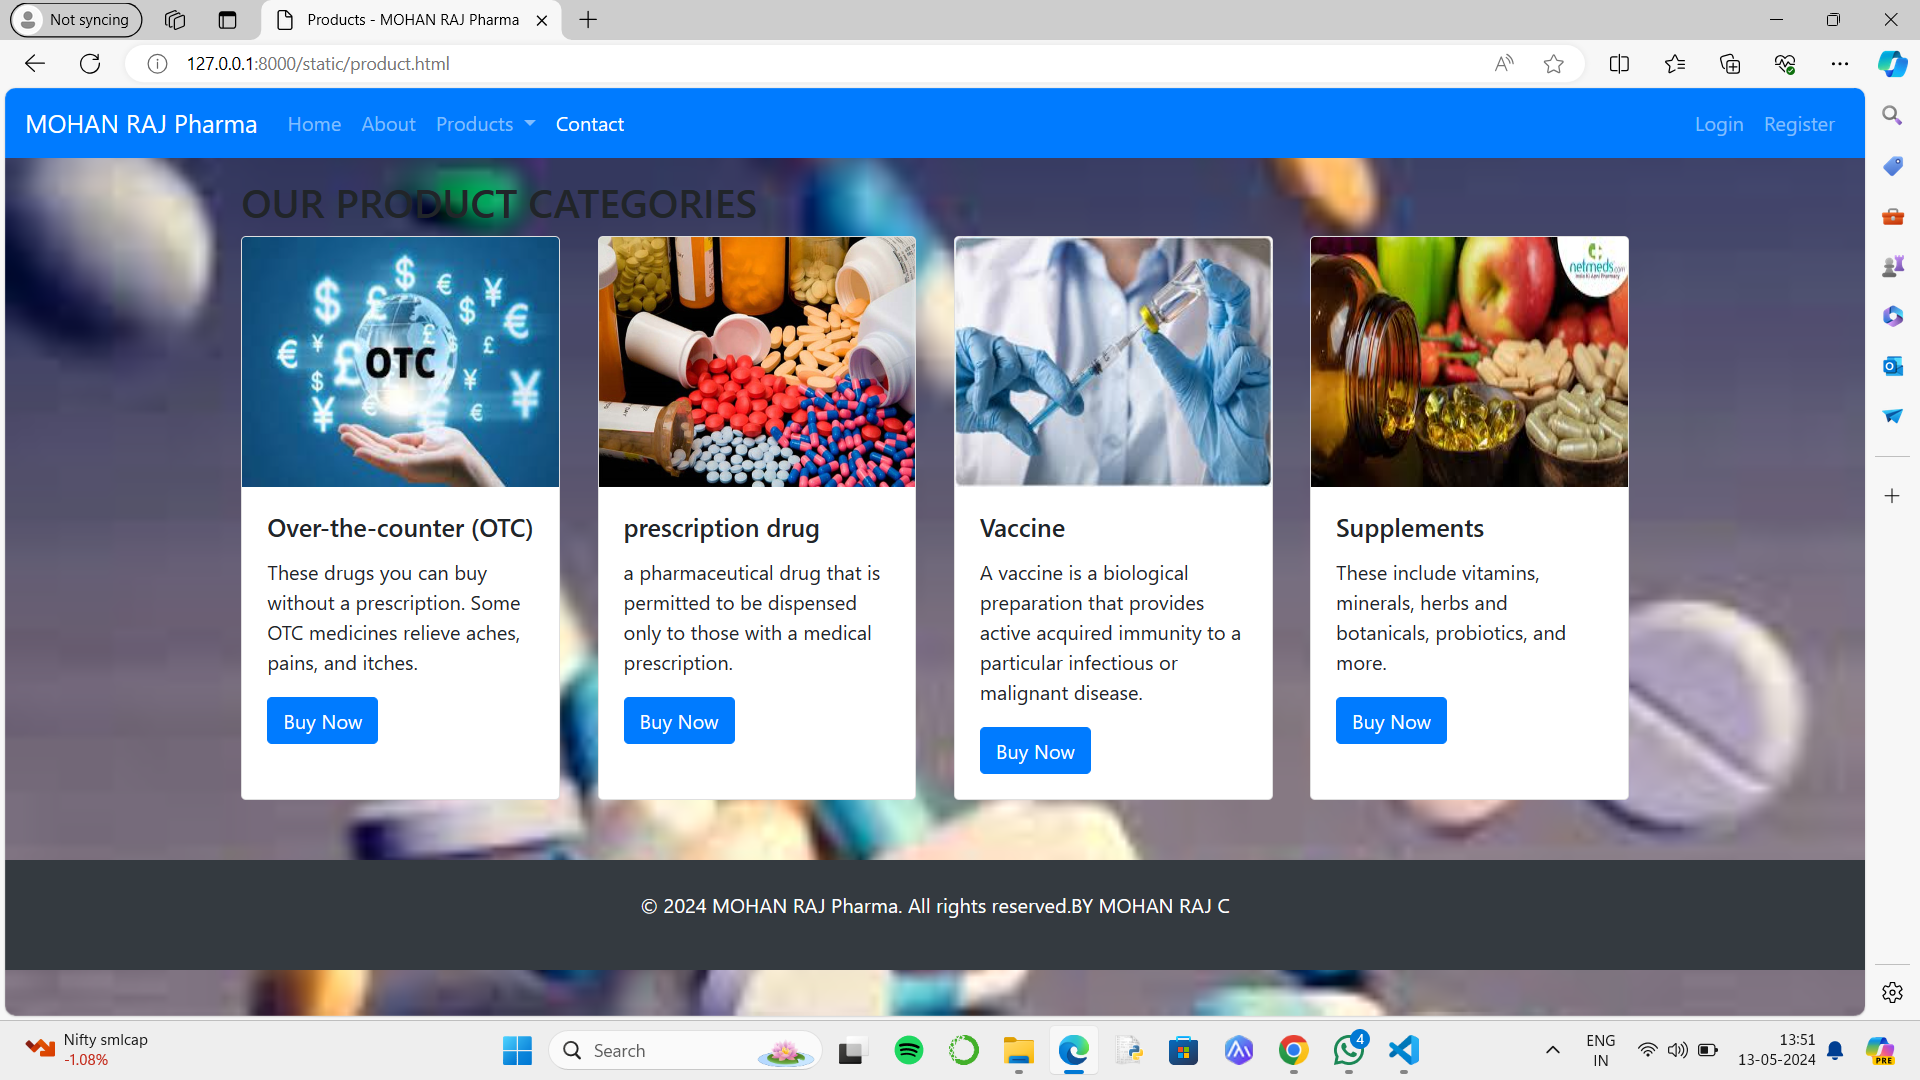 Not syncing
Products - MOHAN RAJ Pharma
127.0.0.1:8000/static/product.html
MOHAN RAJ Pharma Home About Products Contact Login Register
OUR PRODUCT CATEGORIES
OTC
netmeds.com
Over-the-counter (OTC)
These drugs you can buy
without a prescription. Some
OTC medicines relieve aches,
pains, and itches.
Buy Now
prescription drug
a pharmaceutical drug that is
permitted to be dispensed
only to those with a medical
prescription.
Buy Now
Vaccine
A vaccine is a biological
preparation that provides
active acquired immunity to a
particular infectious or
malignant disease.
Buy Now
Supplements
These include vitamins,
minerals, herbs and
botanicals, probiotics, and
more.
Buy Now
© 2024 MOHAN RAJ Pharma. All rights reserved.BY MOHAN RAJ C
Nifty smlcap
-1.08%
Search
4
ENG
IN
13:51
13-05-2024
PRE